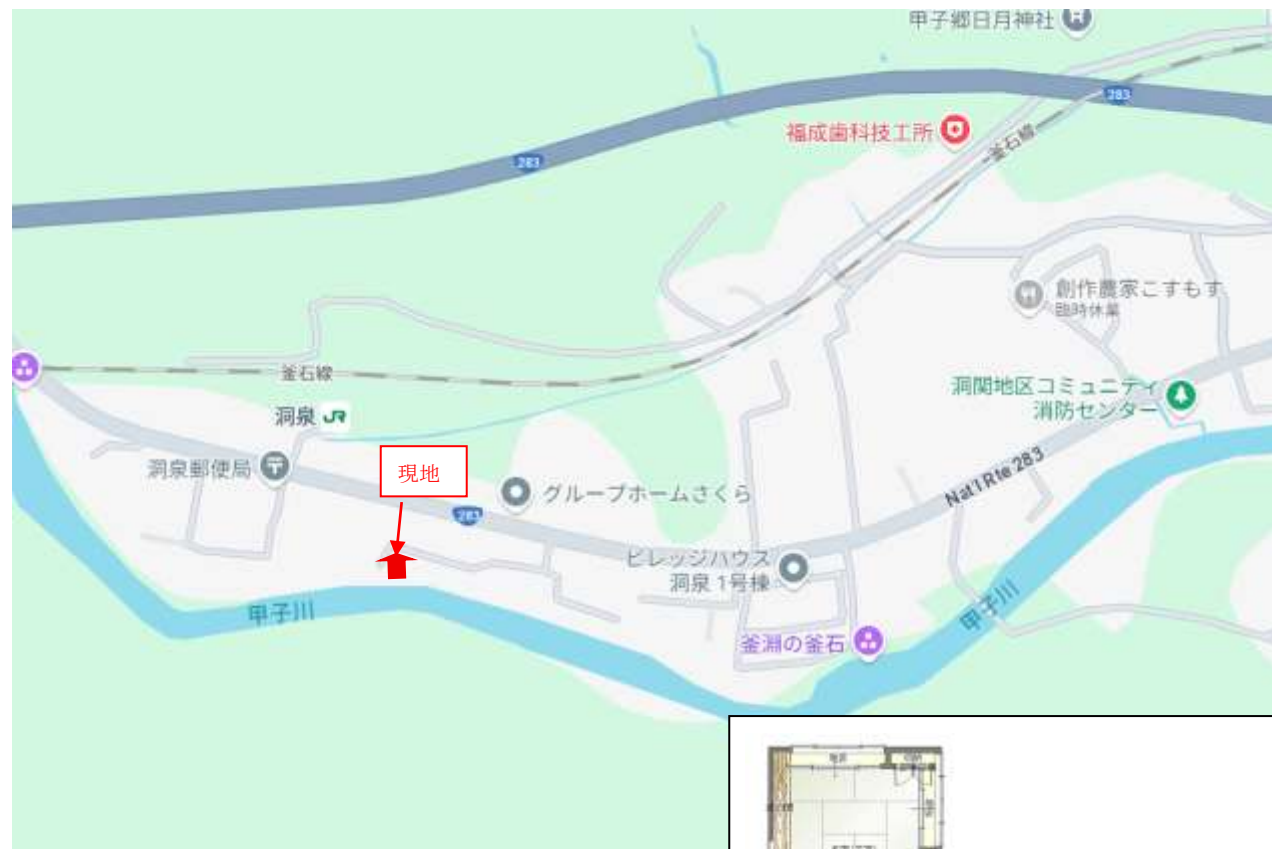 甲子郷日月神社
283
福成歯科技工所
釜石線
283
創作農家こすもす
臨時休業
釜石線
洞関地区コミュニティ
消防センター
洞泉 JR
現地
洞泉郵便局
グループホームさくら
Nat'l Rte 283
283
ビレッジハウス
洞泉 1号棟
甲子川
甲子川
釜淵の釜石